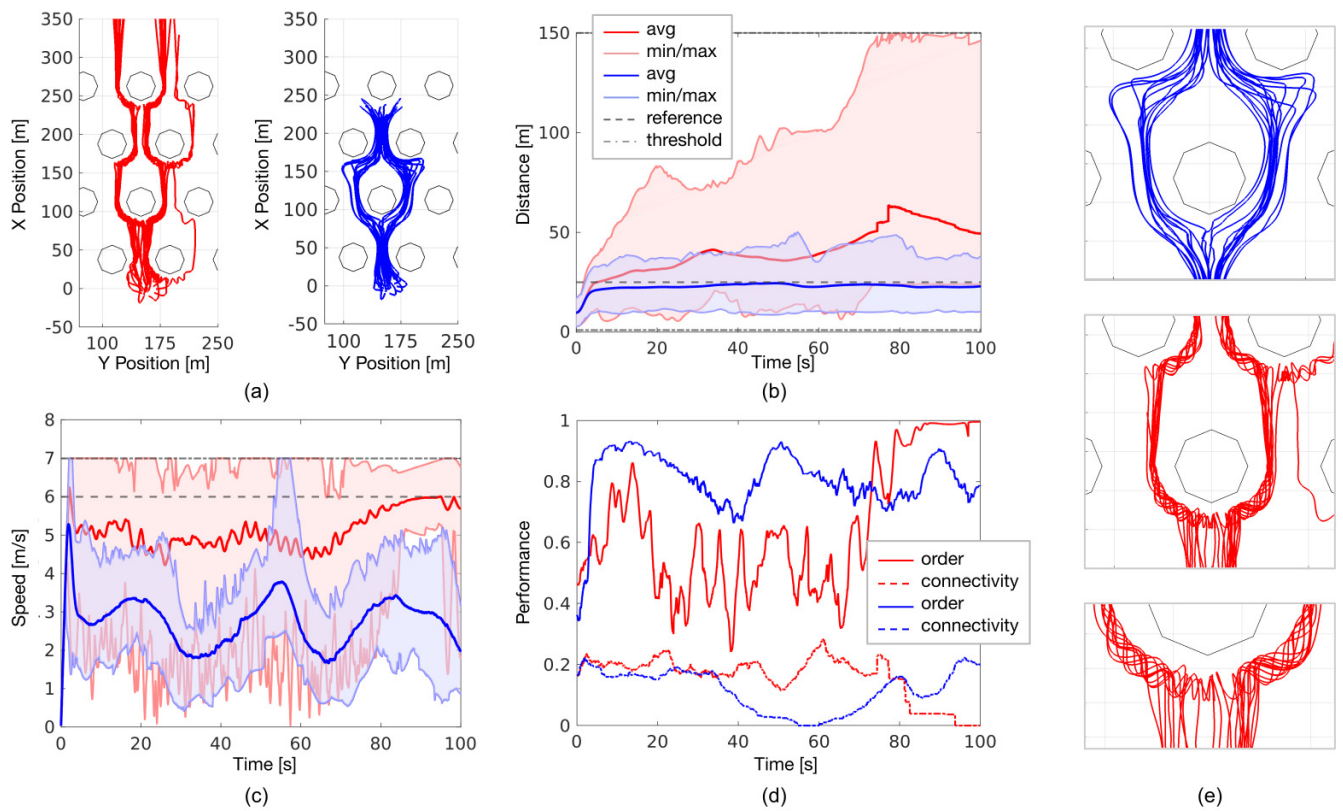 350
300
250
200
150
100
50
0
-50
X Position [m]
100
175
250
Y Position [m]
350
300
250
200
150
100
50
0
-50
X Position [m]
100
175
250
Y Position [m]
(a)
avg
min/max
avg
min/max
reference
threshold
150
100
50
0
Distance [m]
0
20
40
60
80
100
Time [s]
(b)
8
7
6
5
4
3
2
1
0
Speed [m/s]
0
20
40
60
80
100
Time [s]
(c)
1
0.8
0.6
0.4
0.2
0
Performance
order
connectivity
order
connectivity
0
20
40
60
80
100
Time [s]
(d)
(e)